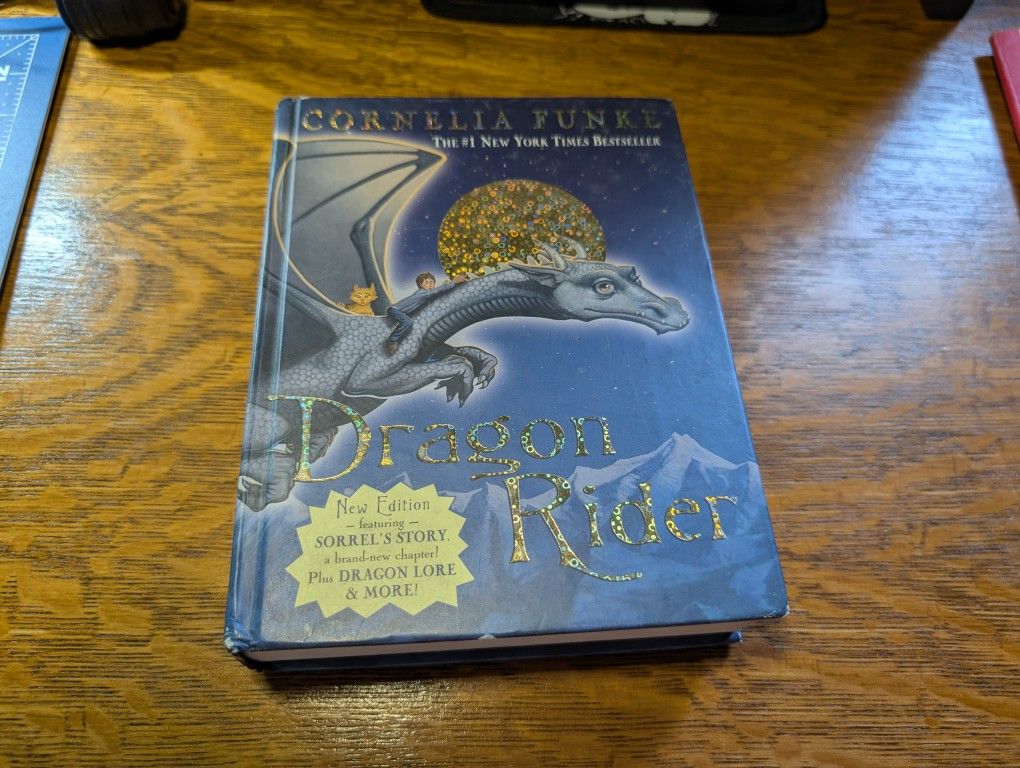 CORNELIA FUNKE
THE #1 NEW YORK TIMES BESTSELLER
Dragon
Rider
New Edition
– featuring –
SORREL'S STORY,
a brand-new chapter!
Plus DRAGON LORE
& MORE!
12